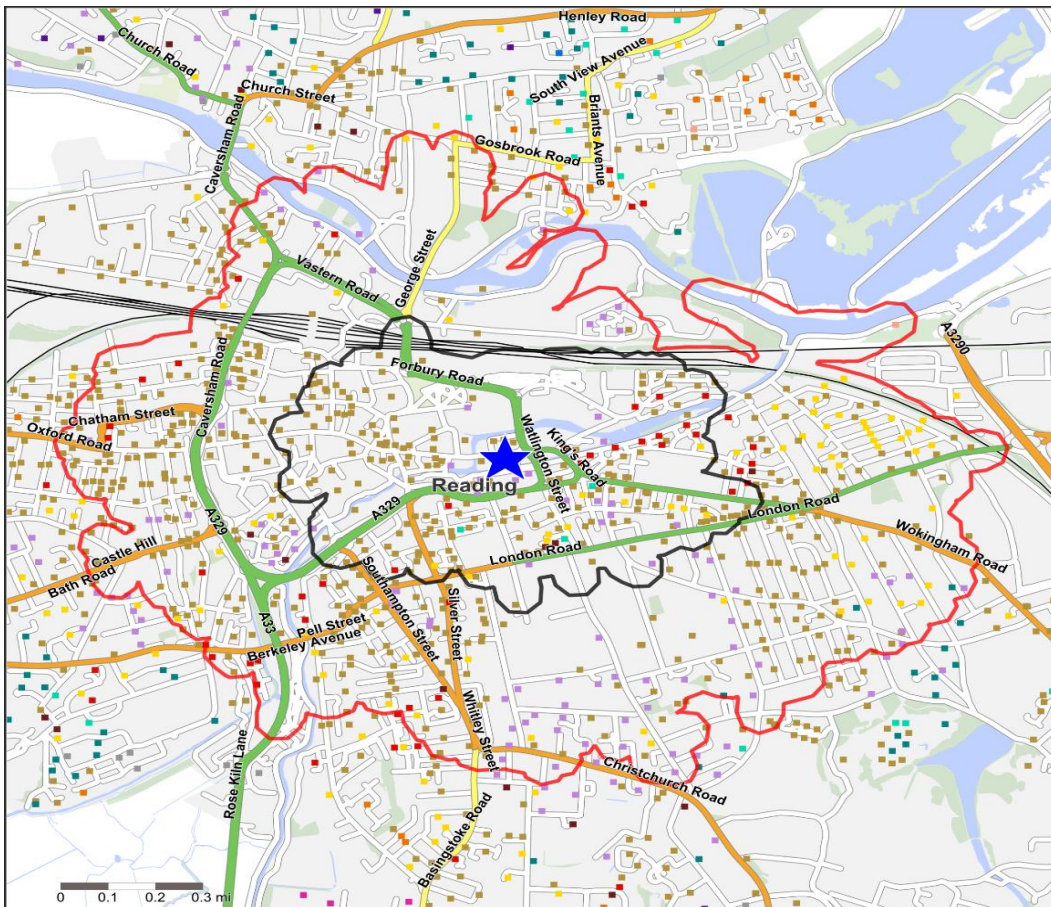 Henley Road
Church Road
South View Avenue
Church Street
Briants Avenue
Caversham Road
Gosbrook Road
George Street
Vastern Road
A3290
Forbury Road
Caversham Road
Chatham Street
Oxford Road
Watlington Street
King's Road
Reading
A329
A329
London Road
Wokingham Road
Castle Hill
London Road
Bath Road
Southampton Street
Silver Street
A33
Pell Street
Berkeley Avenue
Whitley Street
Rose Kiln Lane
Christchurch Road
Basingstoke Road
0 0.1 0.2 0.3 mi